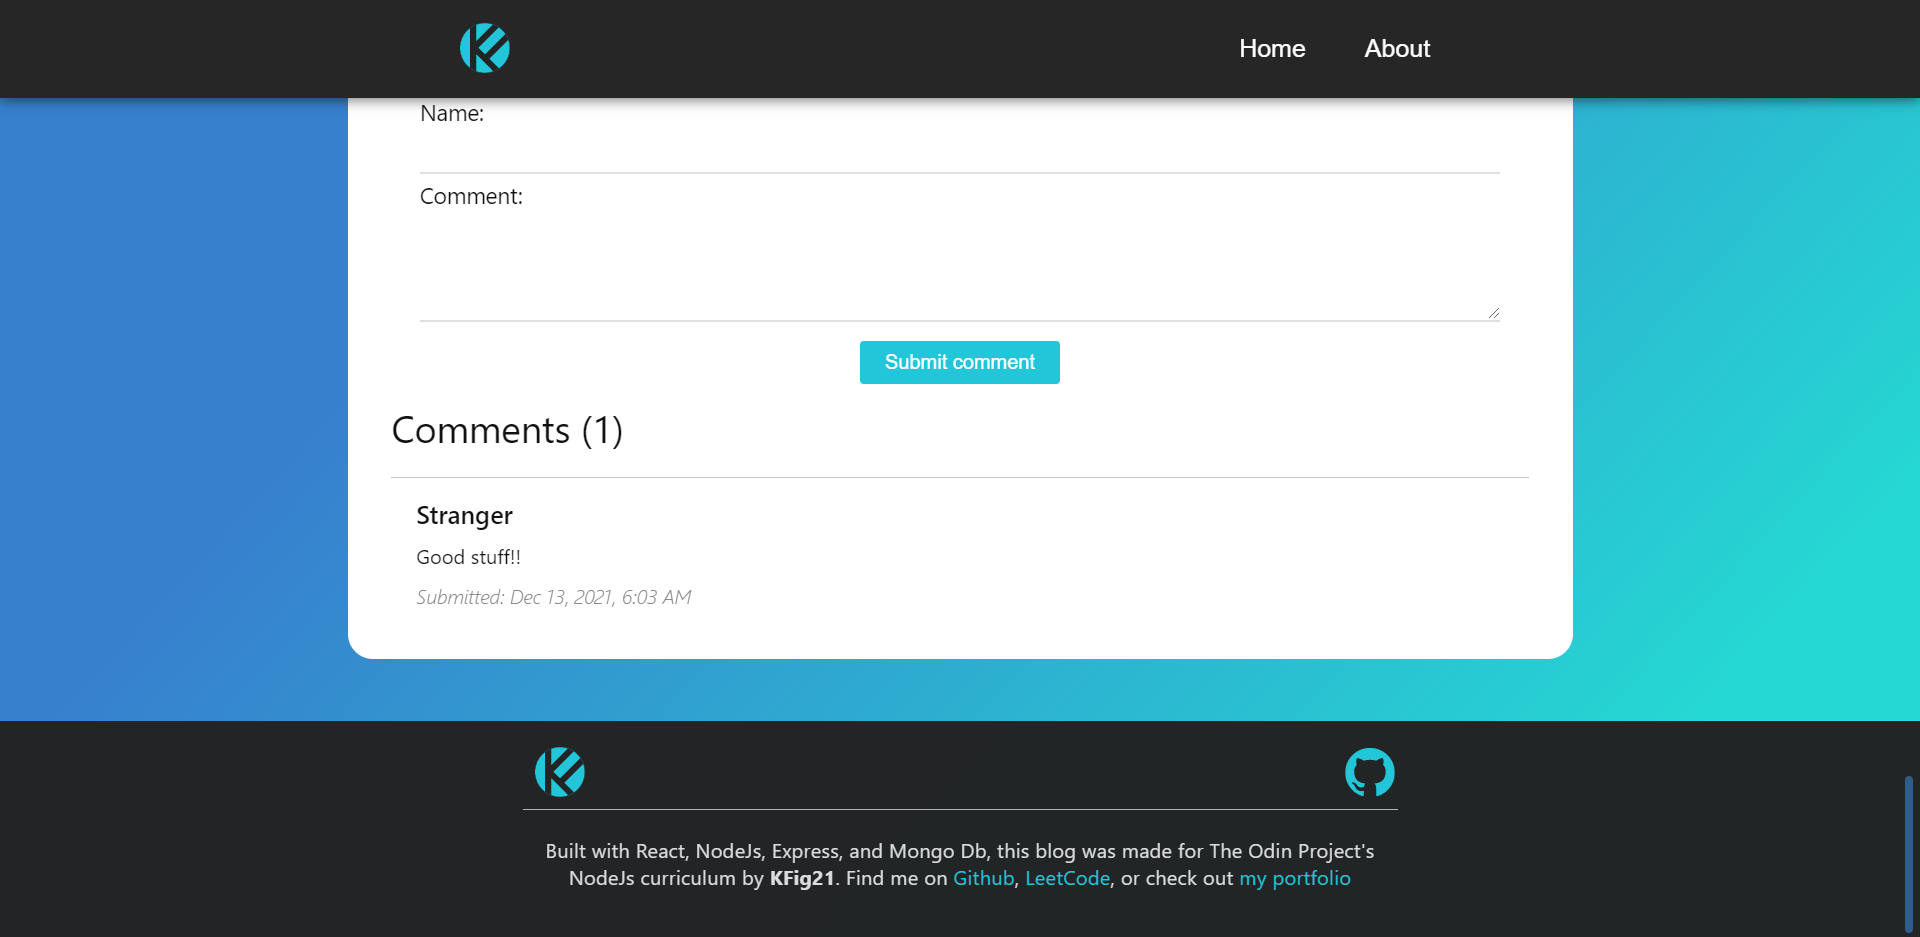 Home About
Name:
Comment:
Submit comment
Comments (1)
Stranger
Good stuff!!
Submitted: Dec 13, 2021, 6:03 AM
Built with React, NodeJs, Express, and Mongo Db, this blog was made for The Odin Project's
NodeJs curriculum by KFig21. Find me on Github, LeetCode, or check out my portfolio